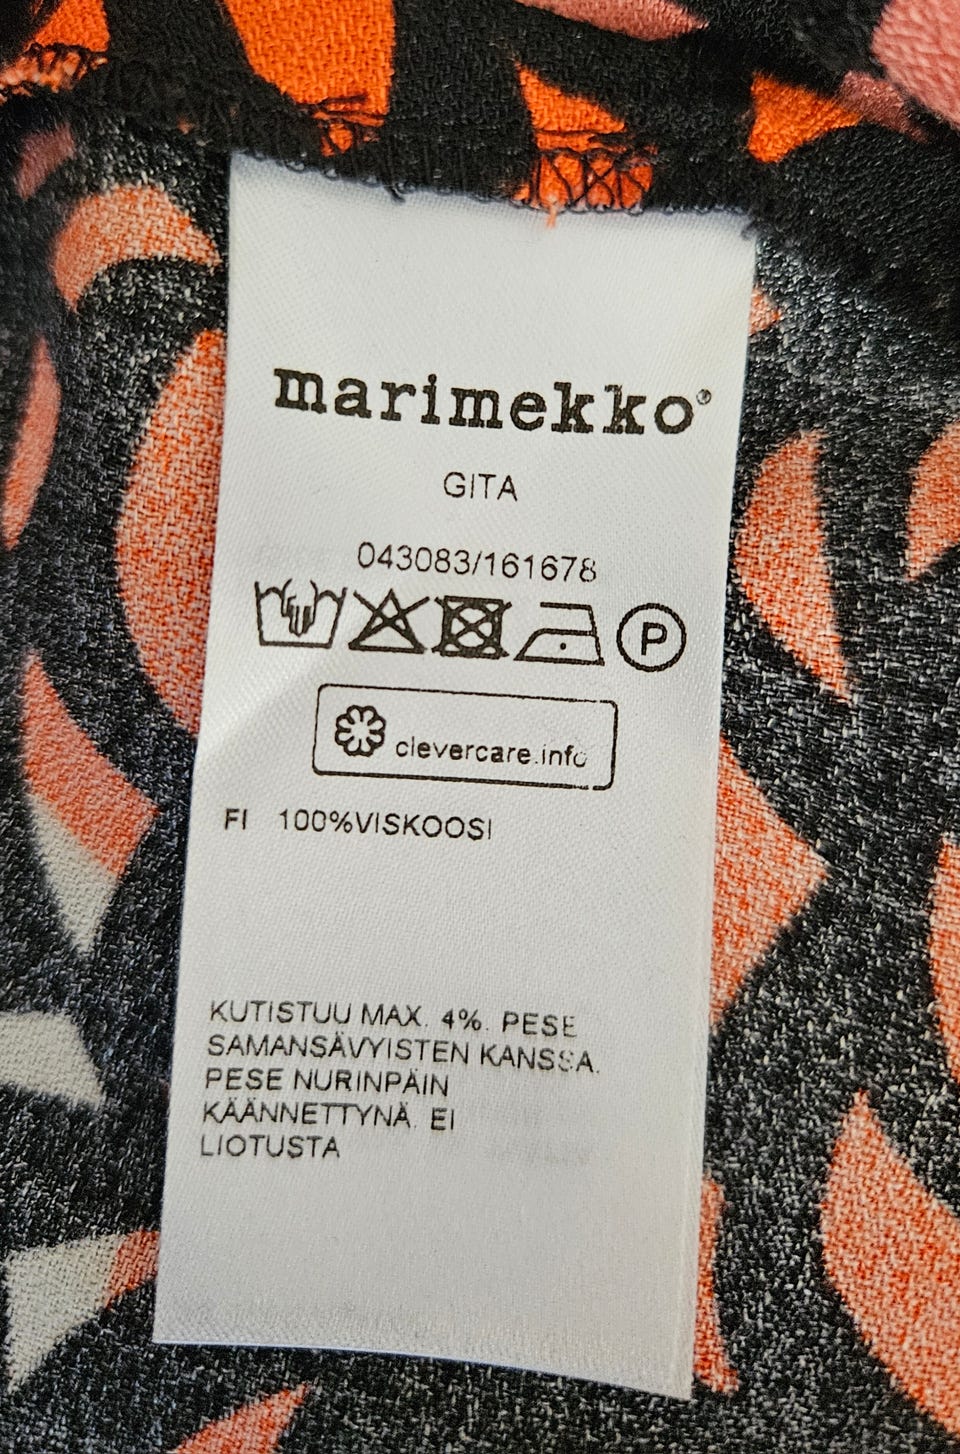 marimekko®
GITA
043083/161678
P
clevercare.info
FI 100%VISKOOSI
KUTISTUU MAX. 4%. PESE
SAMANSÄVYISTEN KANSSA.
PESE NURINPÄIN
KÄÄNNETTYNÄ. EI
LIOTUSTA